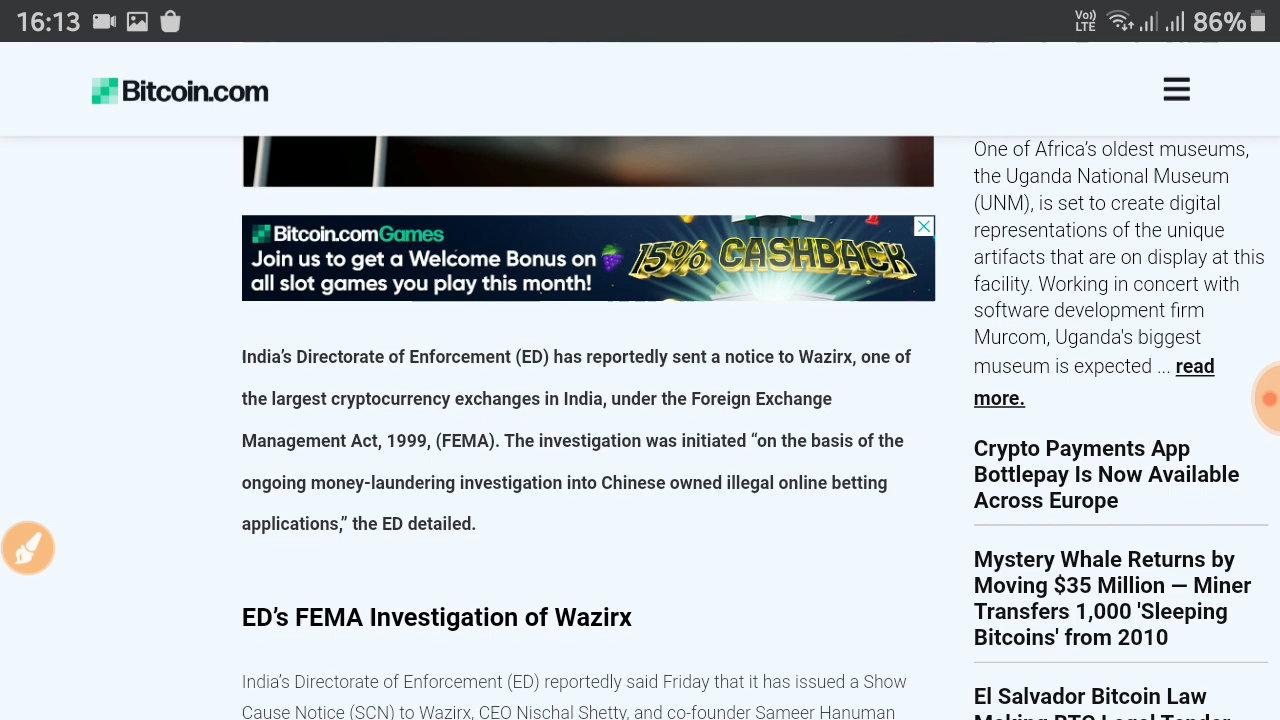 16:13
Vo))
LTE
86%
Bitcoin.com
Bitcoin.comGames
Join us to get a Welcome Bonus on
all slot games you play this month!
15% CASHBACK
India’s Directorate of Enforcement (ED) has reportedly sent a notice to Wazirx, one of
the largest cryptocurrency exchanges in India, under the Foreign Exchange
Management Act, 1999, (FEMA). The investigation was initiated “on the basis of the
ongoing money-laundering investigation into Chinese owned illegal online betting
applications,” the ED detailed.
ED’s FEMA Investigation of Wazirx
India’s Directorate of Enforcement (ED) reportedly said Friday that it has issued a Show
Cause Notice (SCN) to Wazirx, CEO Nischal Shetty, and co-founder Sameer Hanuman
One of Africa’s oldest museums,
the Uganda National Museum
(UNM), is set to create digital
representations of the unique
artifacts that are on display at this
facility. Working in concert with
software development firm
Murcom, Uganda's biggest
museum is expected ... read
more.
Crypto Payments App
Bottlepay Is Now Available
Across Europe
Mystery Whale Returns by
Moving $35 Million — Miner
Transfers 1,000 'Sleeping
Bitcoins' from 2010
El Salvador Bitcoin Law
Making BTC Legal Tender